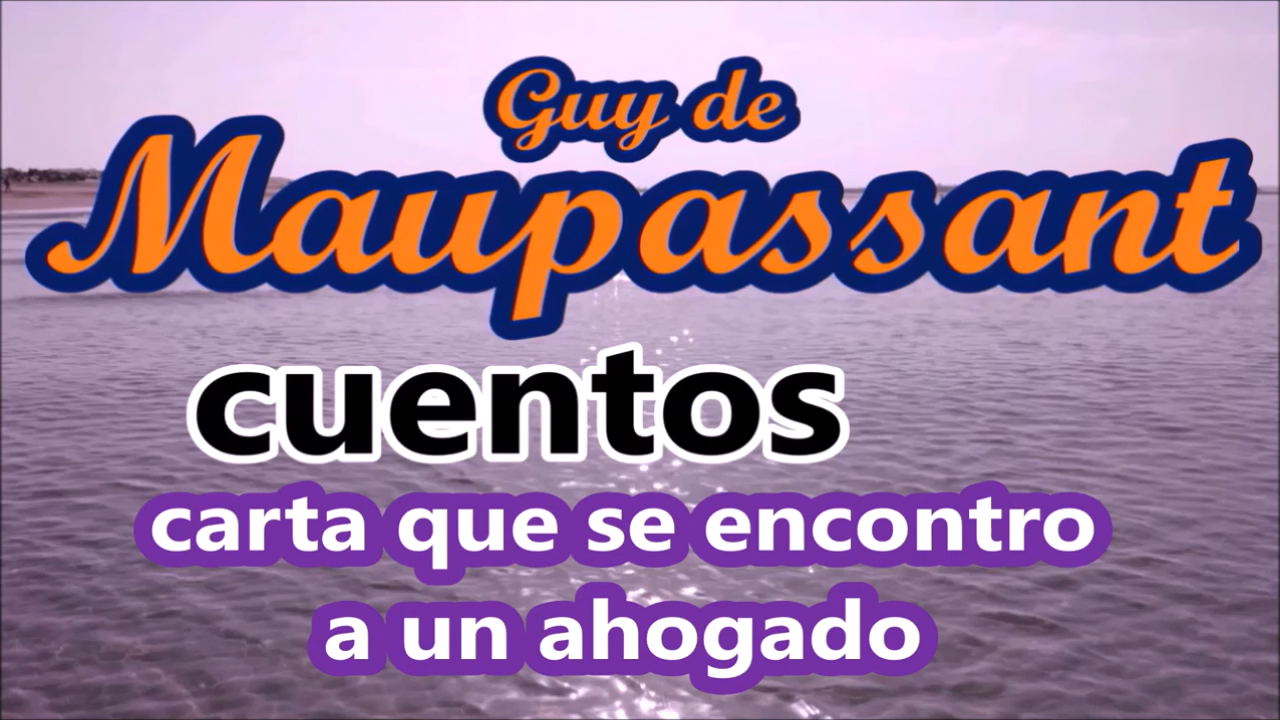 Guy de
Maupassant
cuentos
carta que se encontro
a un ahogado